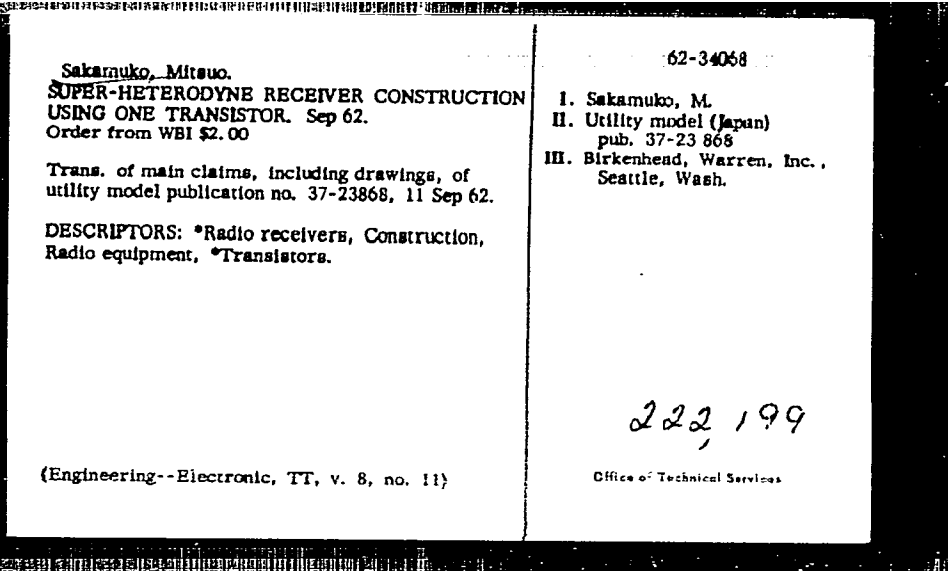 Sakamuko, Mitsuo.
SUPER-HETERODYNE RECEIVER CONSTRUCTION
USING ONE TRANSISTOR. Sep 62.
Order from WBI $2.00
Trans. of main claims, including drawings, of
utility model publication no. 37-23868, 11 Sep 62.
DESCRIPTORS: *Radio receivers, Construction,
Radio equipment, *Transistors.
(Engineering--Electronic, TT, v. 8, no. 11)
62-34068
I. Sakamuko, M.
II. Utility model (Japan)
pub. 37-23 868
III. Birkenhead, Warren, Inc.,
Seattle, Wash.
222,199
Office of Technical Services